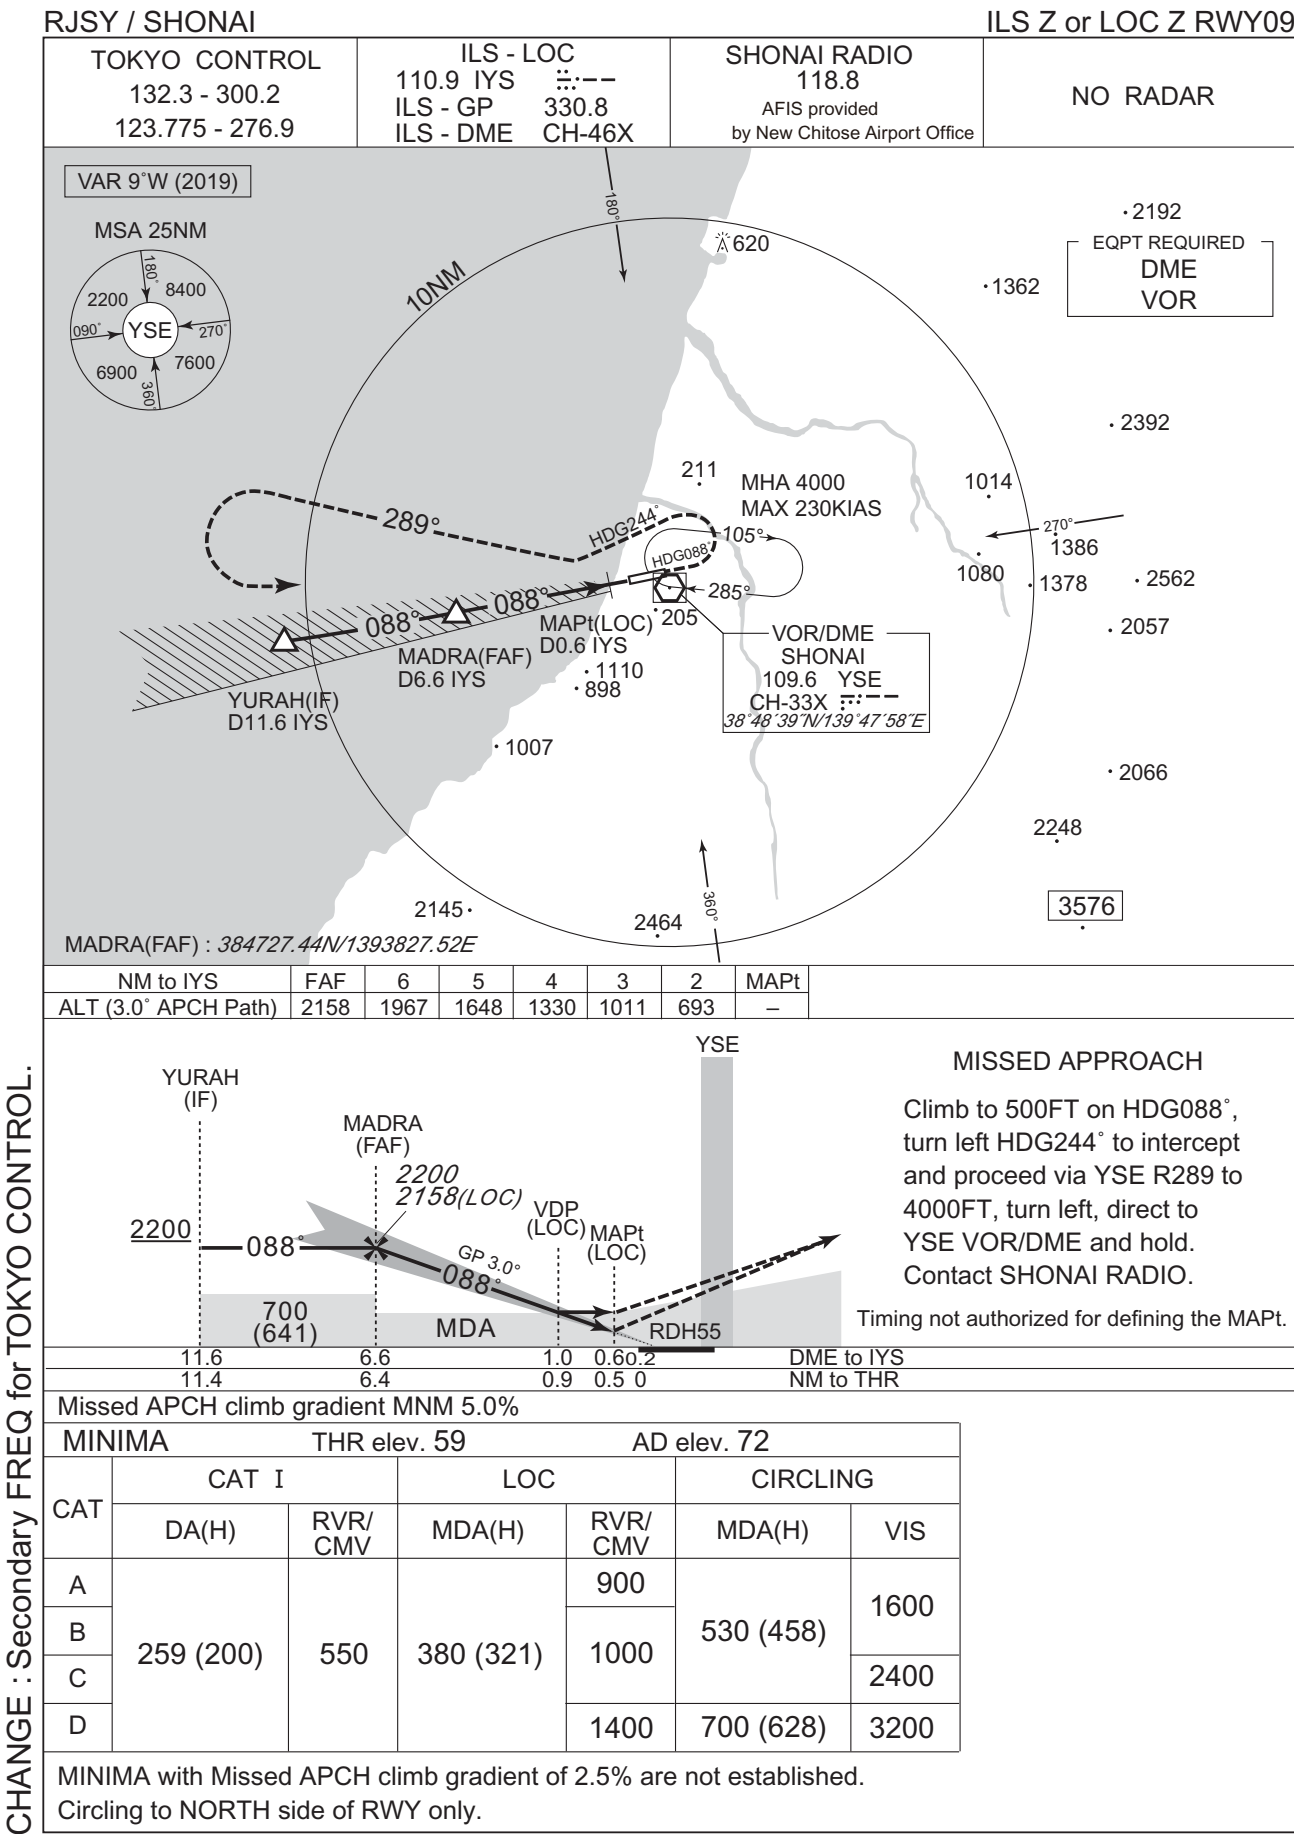 RJSY / SHONAI
ILS Z or LOC Z RWY09
TOKYO CONTROL
132.3 - 300.2
123.775 - 276.9
ILS - LOC
110.9 IYS
ILS - GP 330.8
ILS - DME CH-46X
SHONAI RADIO
118.8
AFIS provided
by New Chitose Airport Office
NO RADAR
VAR 9˚W (2019)
MSA 25NM
180˚
2200
8400
090˚
YSE
270˚
6900
7600
360˚
180˚
10NM
620
2192
EQPT REQUIRED
DME
VOR
1362
2392
211
MHA 4000
MAX 230KIAS
1014
289°
HDG244˚
HDG088˚
105°
270˚
1386
1080
1378
2562
285°
088°
088°
205
2057
MAPt(LOC)
D0.6 IYS
MADRA(FAF)
D6.6 IYS
1110
898
YURAH(IF)
D11.6 IYS
VOR/DME
SHONAI
109.6 YSE
CH-33X
38˚48´39˝N/139˚47´58˝E
1007
2066
2248
360˚
3576
2145
2464
MADRA(FAF) : 384727.44N/1393827.52E
NM to IYS FAF 6 5 4 3 2 MAPt
ALT (3.0˚ APCH Path) 2158 1967 1648 1330 1011 693 –
YSE
YURAH
(IF)
MADRA
(FAF)
2200
2158(LOC)
VDP
(LOC)
MAPt
(LOC)
2200
088˚
GP 3.0˚
088˚
700
(641)
MDA
RDH55
MISSED APPROACH
Climb to 500FT on HDG088˚,
turn left HDG244˚ to intercept
and proceed via YSE R289 to
4000FT, turn left, direct to
YSE VOR/DME and hold.
Contact SHONAI RADIO.
Timing not authorized for defining the MAPt.
11.6 6.6 1.0 0.6 0.2 DME to IYS
11.4 6.4 0.9 0.5 0 NM to THR
Missed APCH climb gradient MNM 5.0%
MINIMA THR elev. 59 AD elev. 72
CAT
CAT I LOC CIRCLING
DA(H) RVR/CMV MDA(H) RVR/CMV MDA(H) VIS
A
B
C
D
259 (200)
550
380 (321)
900
1000
1400
530 (458)
700 (628)
1600
2400
3200
MINIMA with Missed APCH climb gradient of 2.5% are not established.
Circling to NORTH side of RWY only.
CHANGE : Secondary FREQ for TOKYO CONTROL.